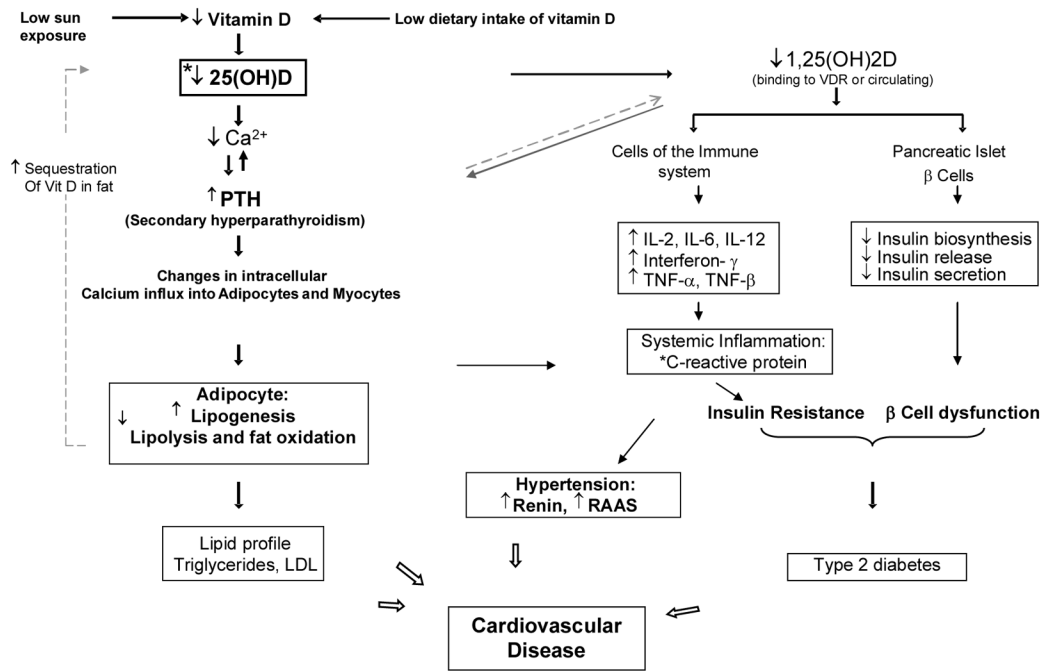 Low sun
exposure
↓ Vitamin D
Low dietary intake of vitamin D
*↓ 25(OH)D
↓1,25(OH)2D
(binding to VDR or circulating)
↓ Ca²⁺
↑ Sequestration
Of Vit D in fat
Cells of the Immune
system
Pancreatic Islet
β Cells
↑ PTH
(Secondary hyperparathyroidism)
↑ IL-2, IL-6, IL-12
↑ Interferon- γ
↑ TNF-α, TNF-β
↓ Insulin biosynthesis
↓ Insulin release
↓ Insulin secretion
Changes in intracellular
Calcium influx into Adipocytes and Myocytes
Systemic Inflammation:
*C-reactive protein
Adipocyte:
↑ Lipogenesis
↓ Lipolysis and fat oxidation
Insulin Resistance
β Cell dysfunction
Hypertension:
↑Renin, ↑RAAS
Lipid profile
Triglycerides, LDL
Type 2 diabetes
Cardiovascular
Disease